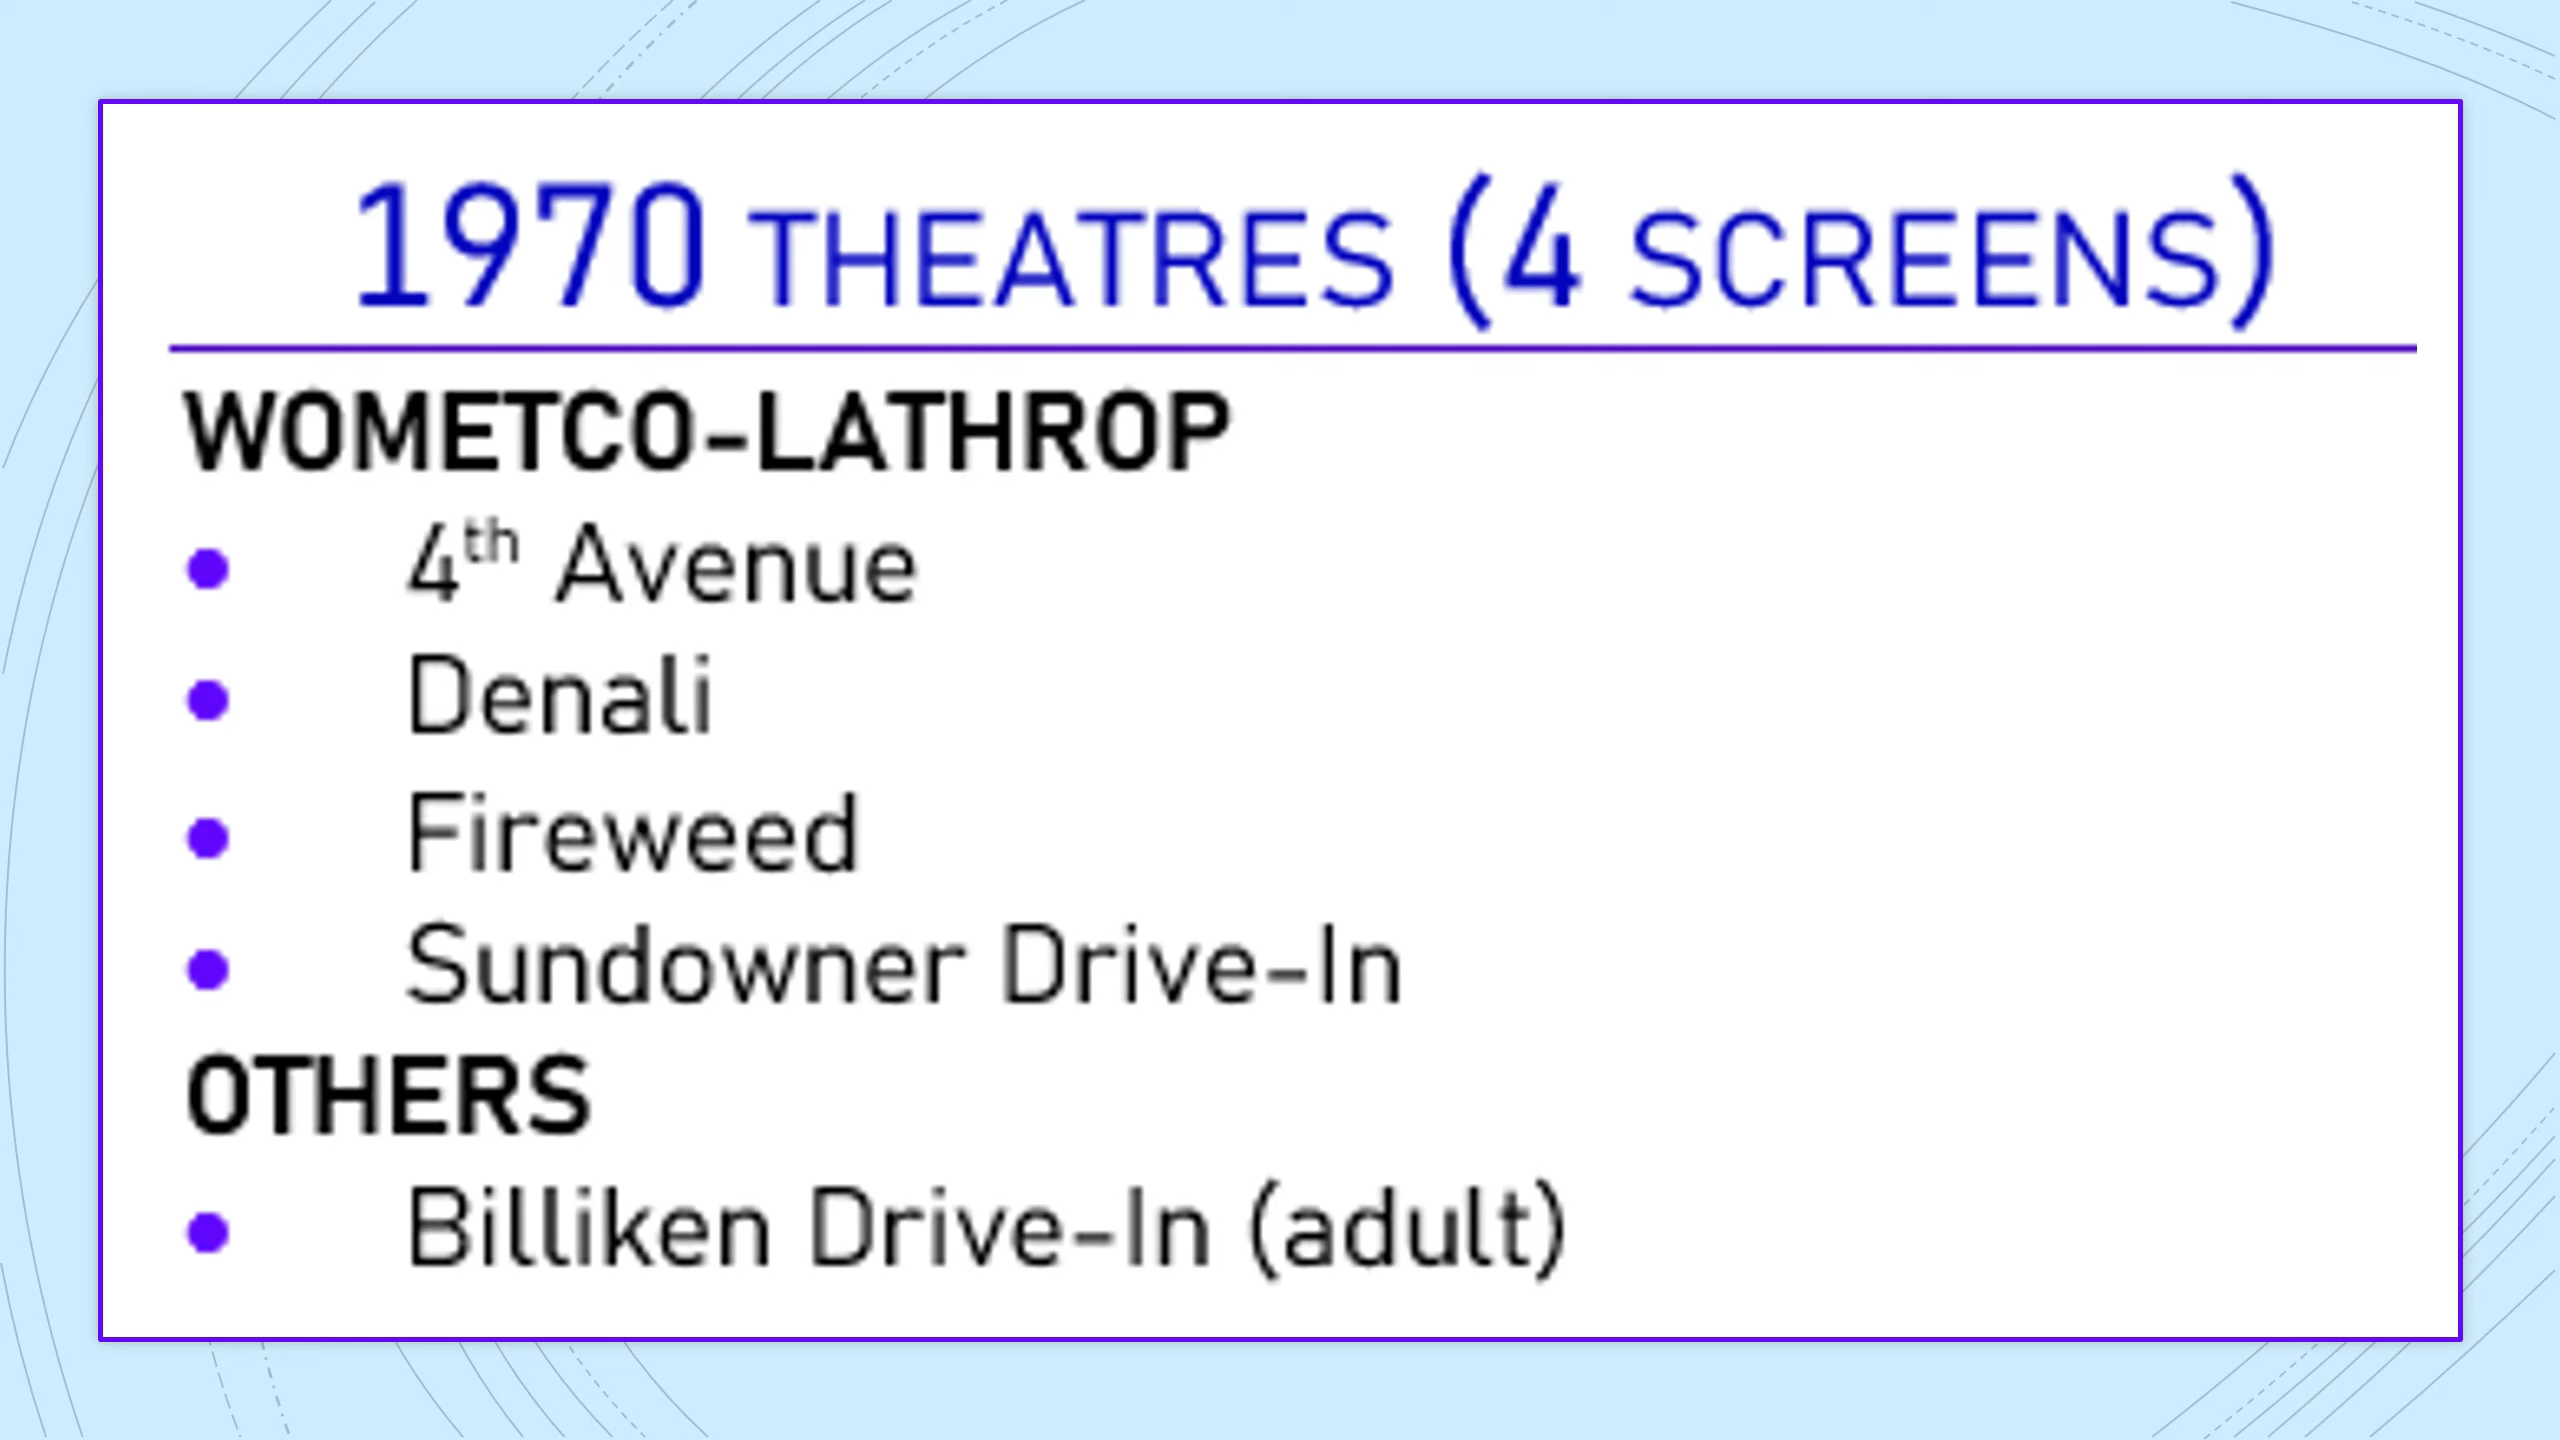 1970 THEATRES (4 SCREENS)
WOMETCO-LATHROP
• 4th Avenue
• Denali
• Fireweed
• Sundowner Drive-In
OTHERS
• Billiken Drive-In (adult)